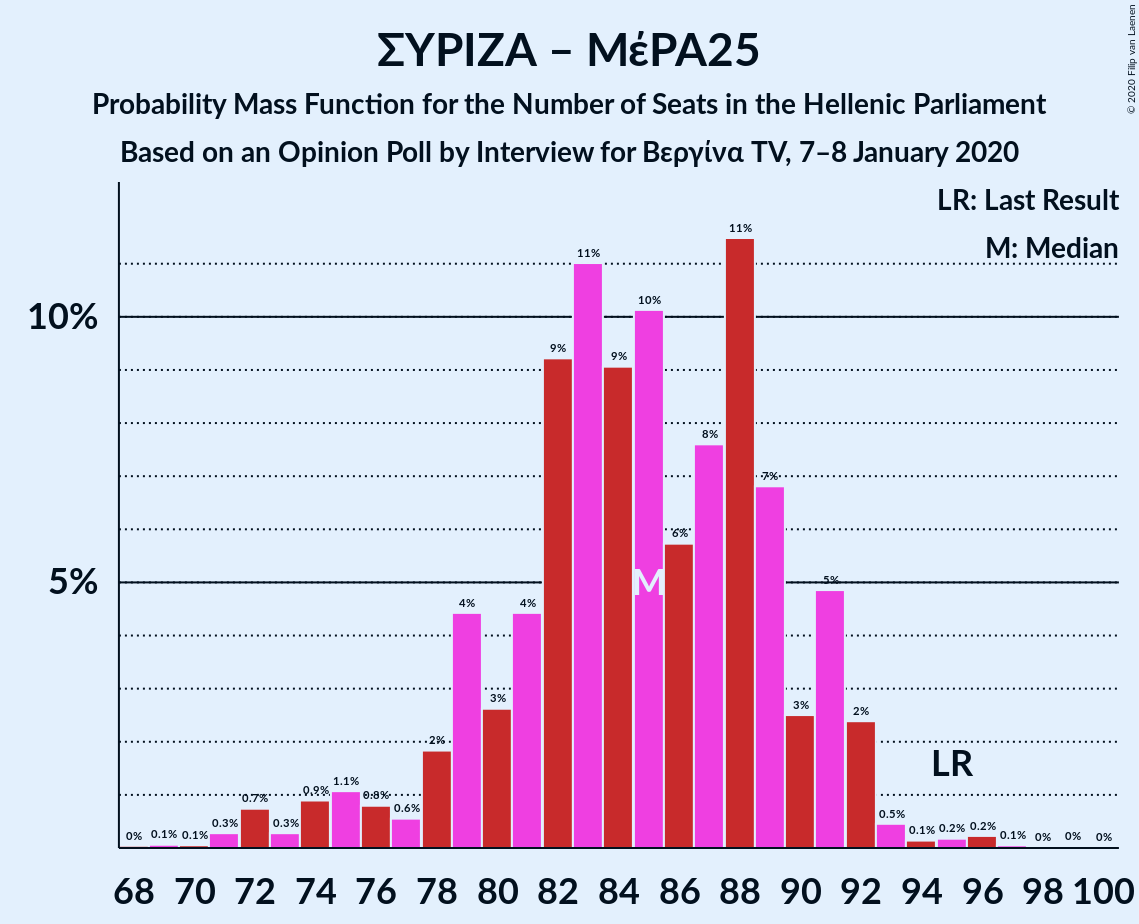 ΣΥΡΙΖΑ – ΜέΡΑ25
Probability Mass Function for the Number of Seats in the Hellenic Parliament
Based on an Opinion Poll by Interview for Βεργίνα TV, 7–8 January 2020
© 2020 Filip van Laenen
LR: Last Result
M: Median
10%
5%
0% 0.1% 0.1% 0.3% 0.7% 0.3% 0.9% 1.1% 0.8% 0.6% 2% 4% 3% 4% 9% 11% 9% 10% 6% 8% 11% 7% 3% 5% 2% 0.5% 0.1% 0.2% 0.2% 0.1% 0% 0% 0%
M
LR
68 70 72 74 76 78 80 82 84 86 88 90 92 94 96 98 100